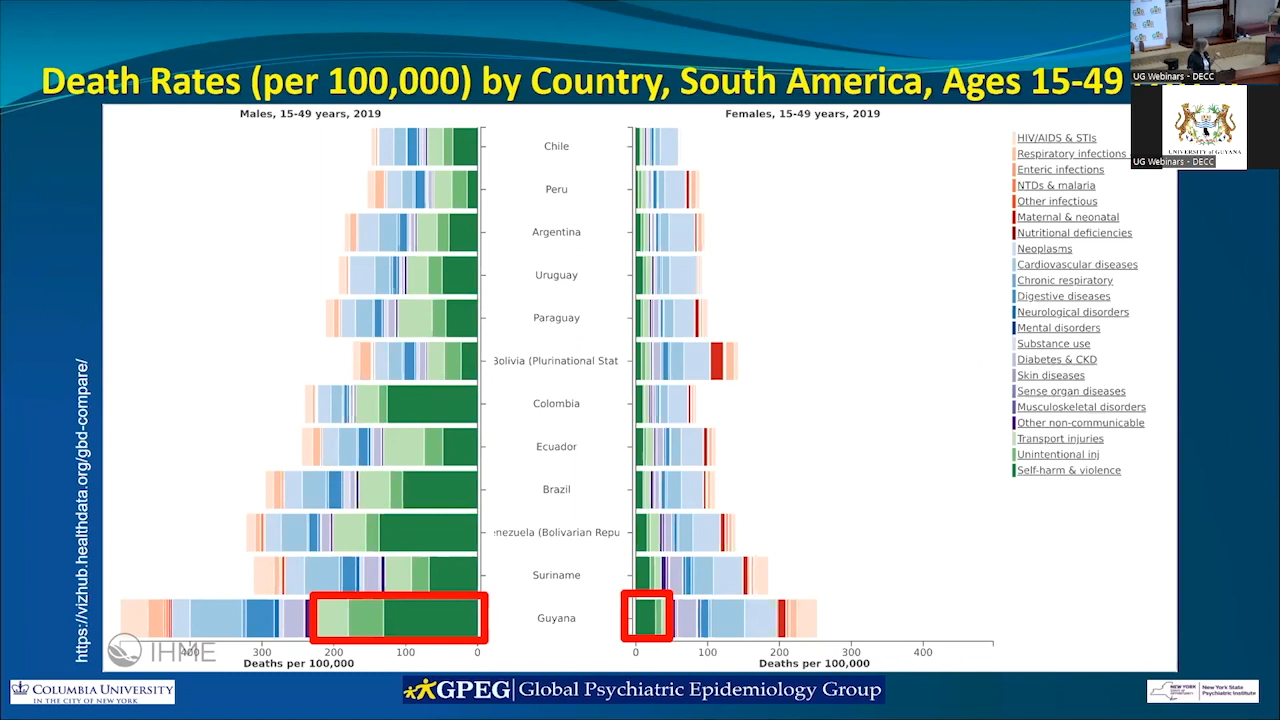 UG Webinars - DECC
Death Rates (per 100,000) by Country, South America, Ages 15-49
UNIVERSITY of GUYANA
UG Webinars - DECC
Males, 15-49 years, 2019
Females, 15-49 years, 2019
Chile
Peru
Argentina
Uruguay
Paraguay
Bolivia (Plurinational Stat
Colombia
Ecuador
Brazil
nezuela (Bolivarian Repu
Suriname
Guyana
HIV/AIDS & STIs
Respiratory infections
Enteric infections
NTDs & malaria
Other infectious
Maternal & neonatal
Nutritional deficiencies
Neoplasms
Cardiovascular diseases
Chronic respiratory
Digestive diseases
Neurological disorders
Mental disorders
Substance use
Diabetes & CKD
Skin diseases
Sense organ diseases
Musculoskeletal disorders
Other non-communicable
Transport injuries
Unintentional inj
Self-harm & violence
https://vizhub.healthdata.org/gbd-compare/
IHME
400 300 200 100 0
0 100 200 300 400
Deaths per 100,000
Deaths per 100,000
COLUMBIA UNIVERSITY
IN THE CITY OF NEW YORK
GPEG Global Psychiatric Epidemiology Group
NEW YORK
New York State
Psychiatric Institute